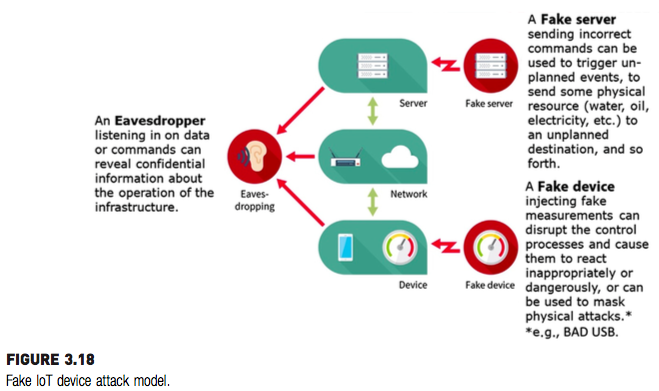 An Eavesdropper
listening in on data
or commands can
reveal confidential
information about
the operation of the
infrastructure.
Eaves-
dropping
Server
Network
Device
Fake server
Fake device
A Fake server
sending incorrect
commands can be
used to trigger un-
planned events, to
send some physical
resource (water, oil,
electricity, etc.) to
an unplanned
destination, and so
forth.
A Fake device
injecting fake
measurements can
disrupt the control
processes and cause
them to react
inappropriately or
dangerously, or can
be used to mask
physical attacks.*
*e.g., BAD USB.
FIGURE 3.18
Fake IoT device attack model.